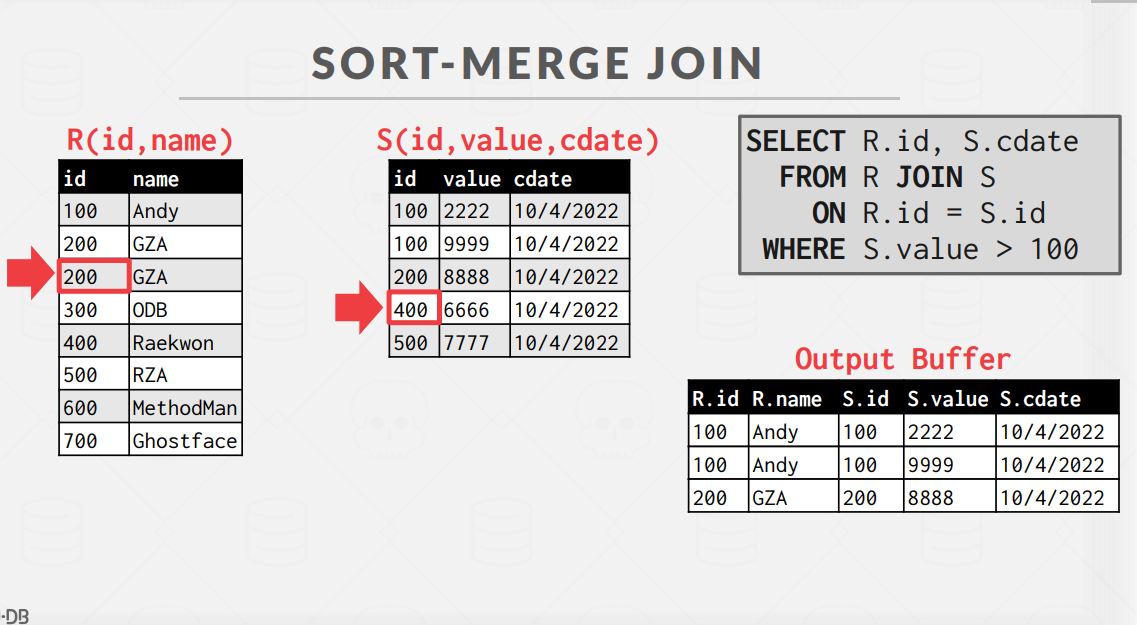 SORT-MERGE JOIN
R(id,name)
id name
100 Andy
200 GZA
200 GZA
300 ODB
400 Raekwon
500 RZA
600 MethodMan
700 Ghostface
S(id,value,cdate)
id value cdate
100 2222 10/4/2022
100 9999 10/4/2022
200 8888 10/4/2022
400 6666 10/4/2022
500 7777 10/4/2022
SELECT R.id, S.cdate
FROM R JOIN S
ON R.id = S.id
WHERE S.value > 100
Output Buffer
R.id R.name S.id S.value S.cdate
100 Andy 100 2222 10/4/2022
100 Andy 100 9999 10/4/2022
200 GZA 200 8888 10/4/2022
·DB